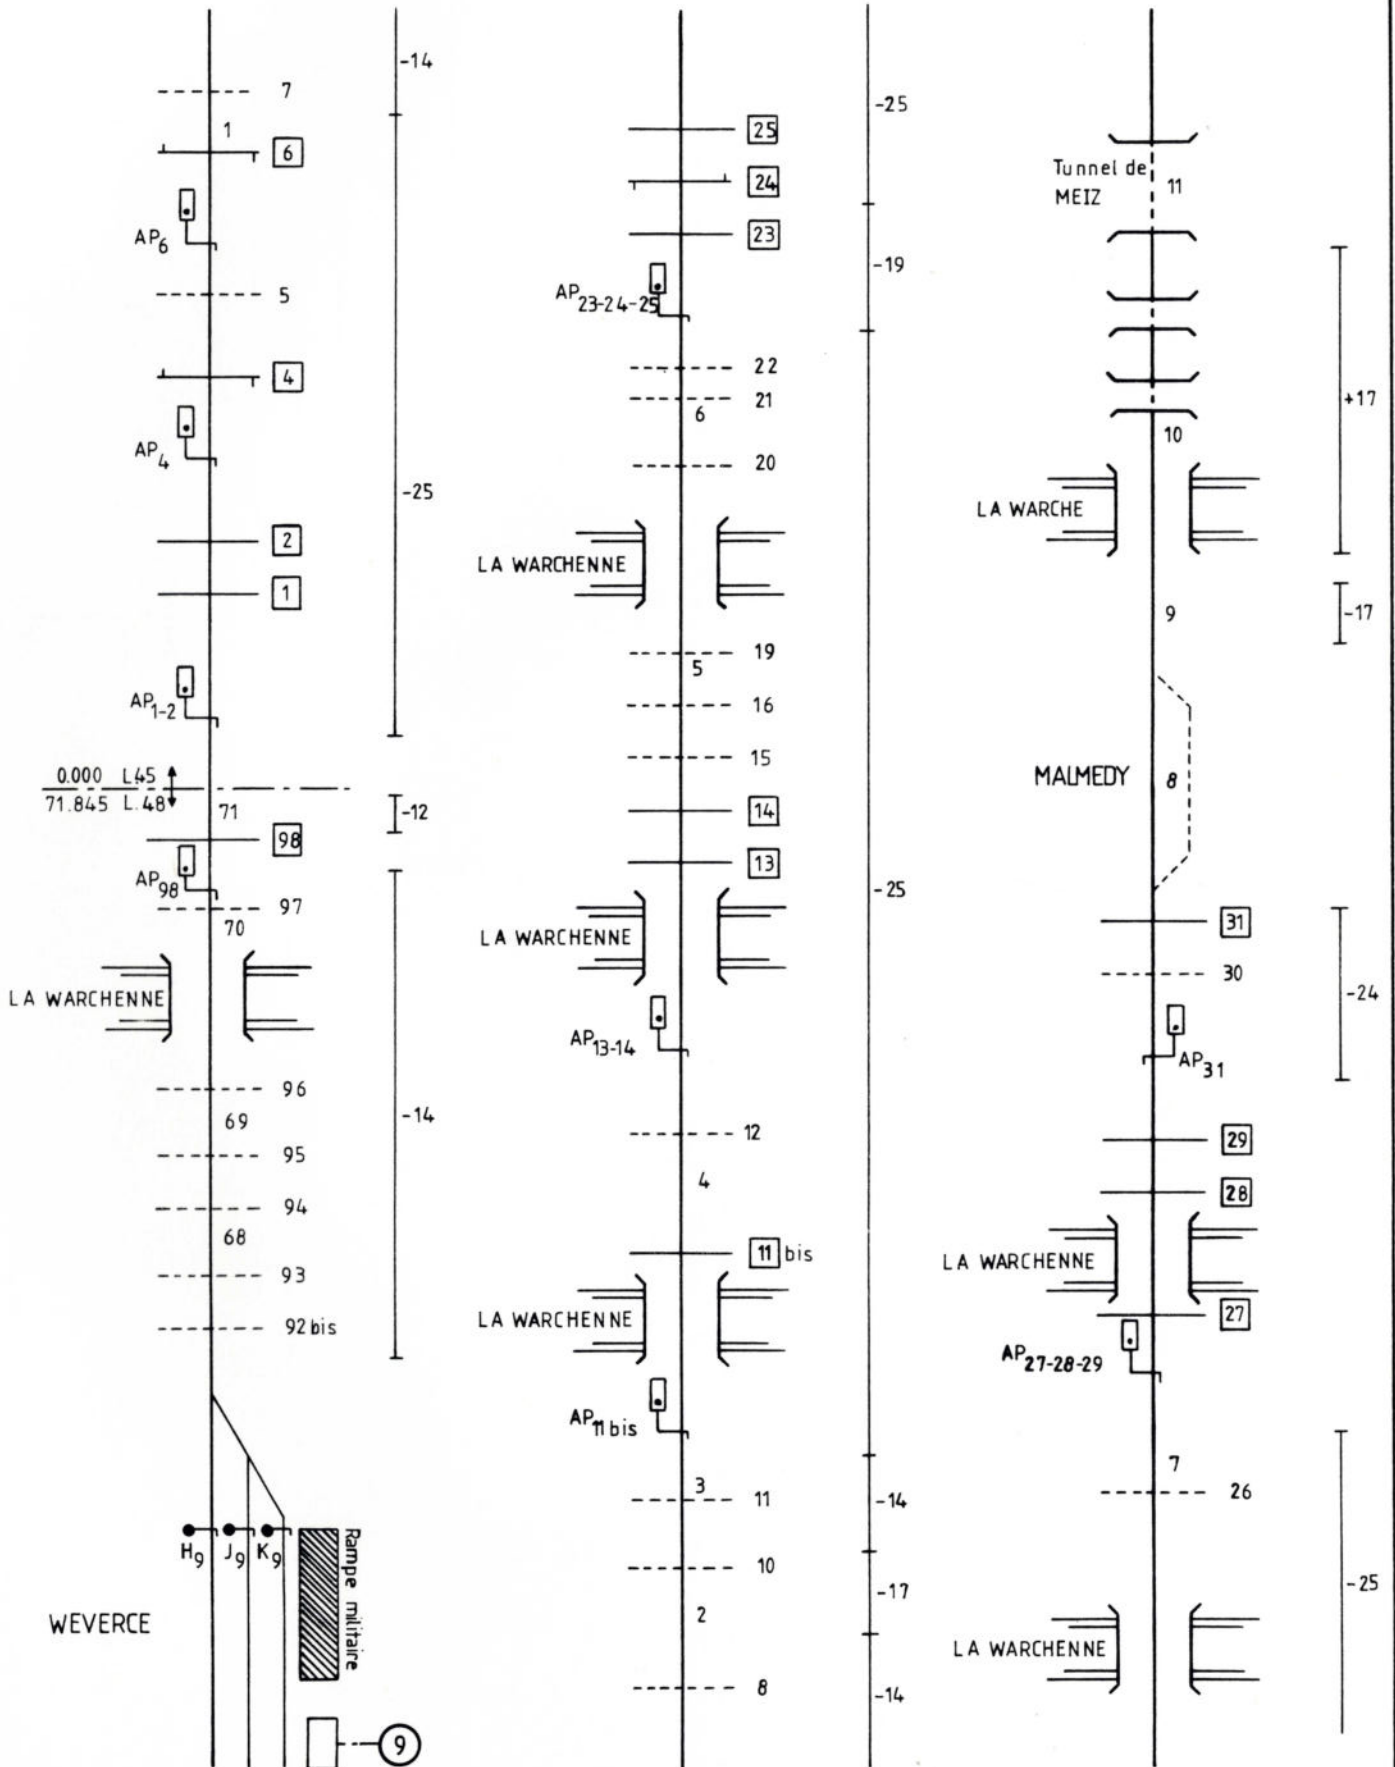 -14
7
1
6
AP6
5
4
AP4
-25
2
1
AP1-2
0.000 L45
71.845 L.48
71
-12
98
AP98
97
70
LA WARCHENNE
96
69
-14
95
94
68
93
92 bis
H9 J9 K9
Rampe militaire
WEVERCE
9
-25
25
24
23
-19
AP23-24-25
22
21
6
20
LA WARCHENNE
19
5
16
15
14
13
-25
LA WARCHENNE
AP13-14
12
4
11 bis
LA WARCHENNE
AP11 bis
3
11
-14
10
-17
2
8
-14
Tunnel de
MEIZ
11
+17
10
LA WARCHE
9
-17
MALMEDY
8
31
30
-24
AP31
29
28
LA WARCHENNE
27
AP27-28-29
7
26
-25
LA WARCHENNE